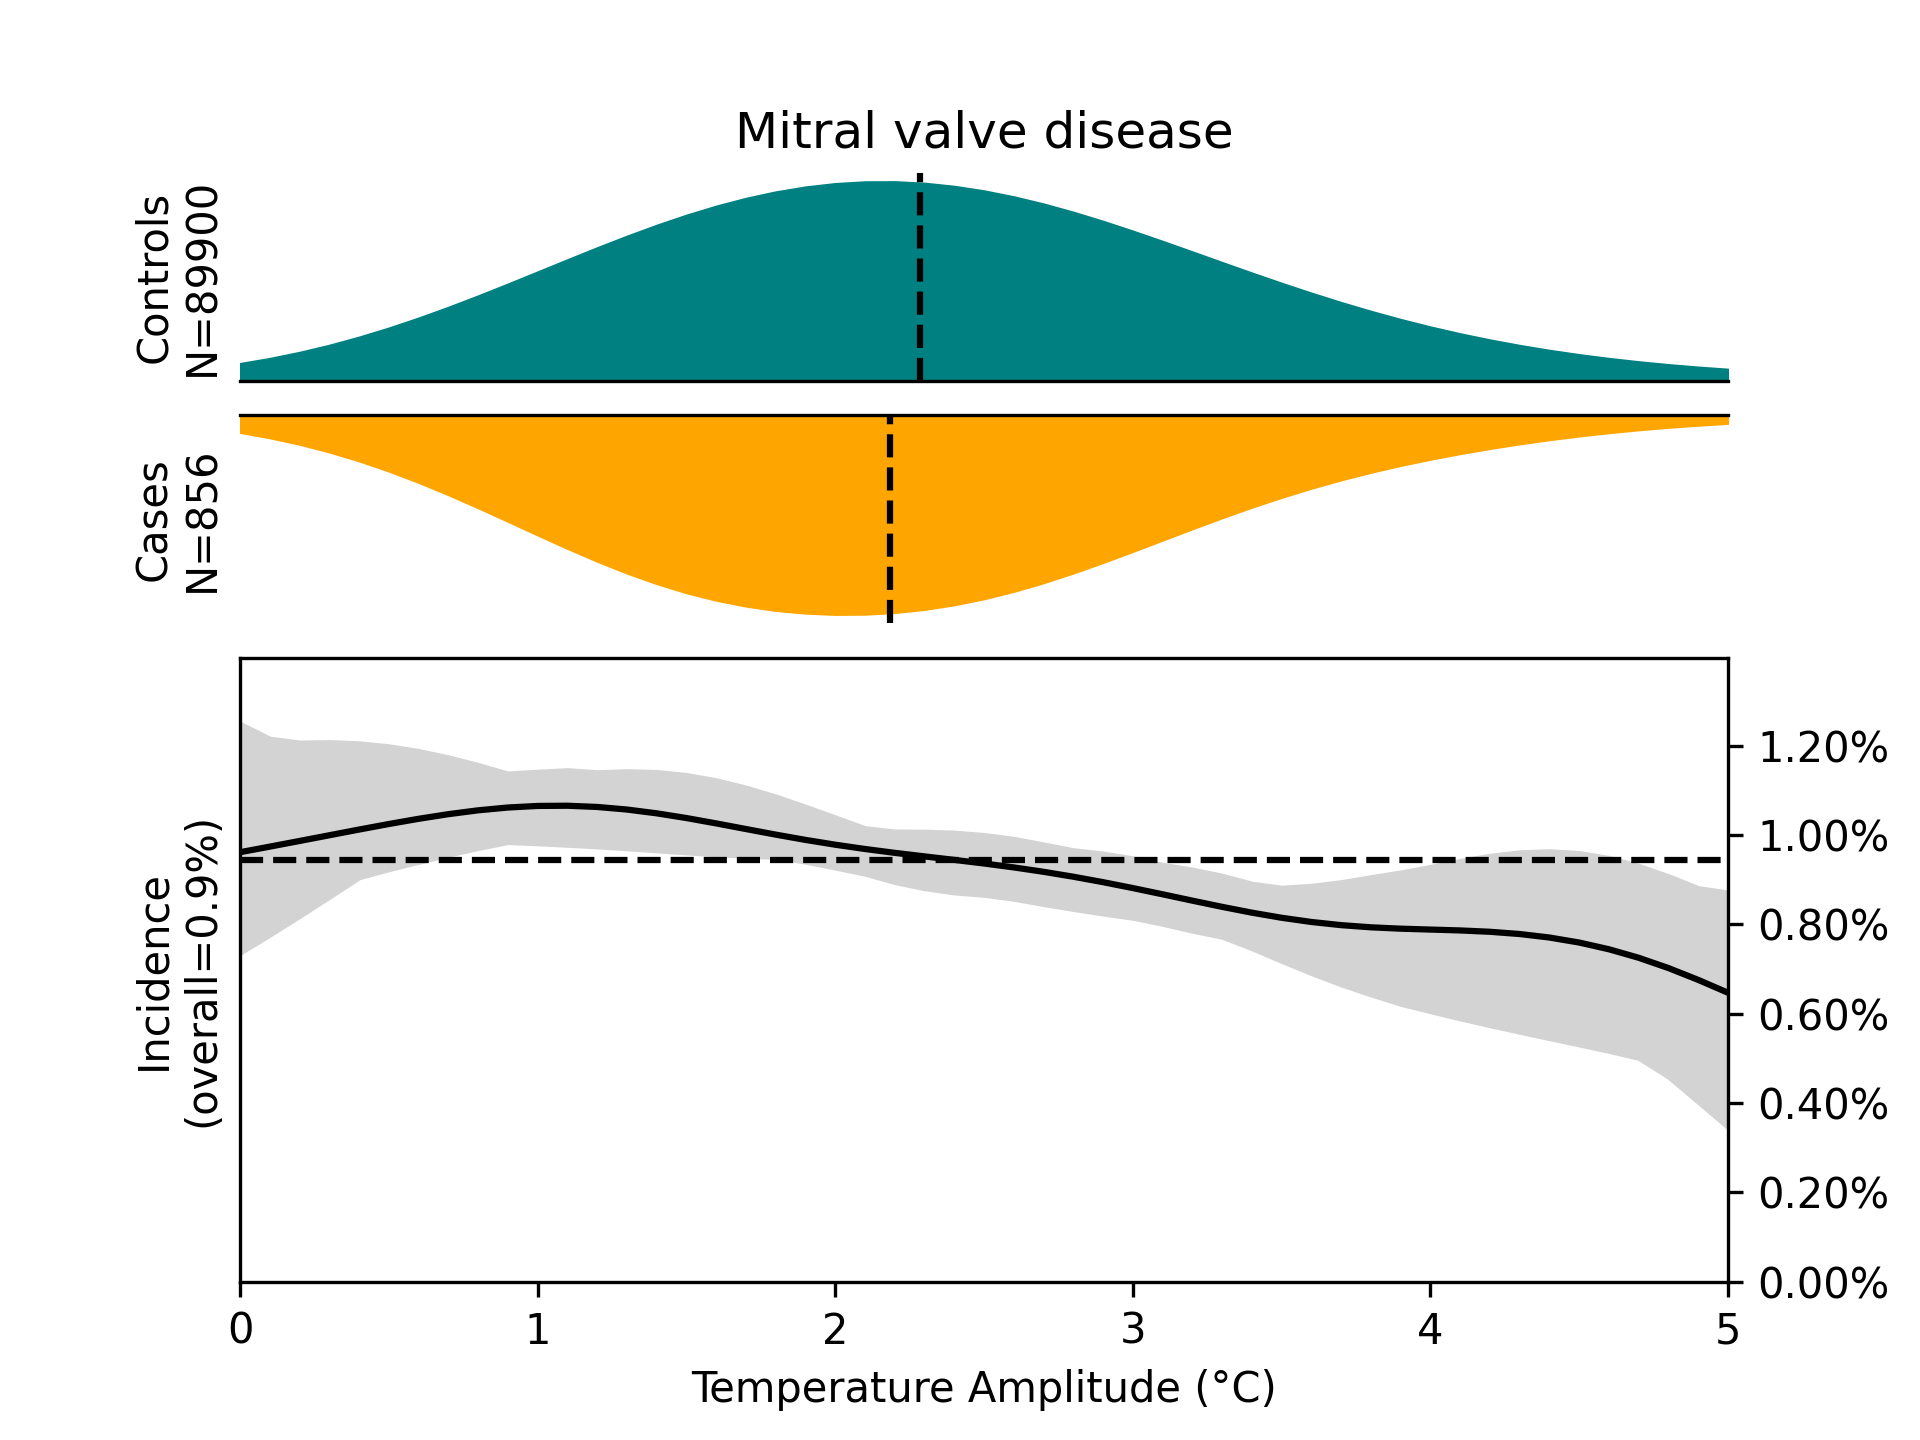 Mitral valve disease
Controls
N=89900
Cases
N=856
Incidence
(overall=0.9%)
1.20%
1.00%
0.80%
0.60%
0.40%
0.20%
0.00%
0 1 2 3 4 5
Temperature Amplitude (°C)